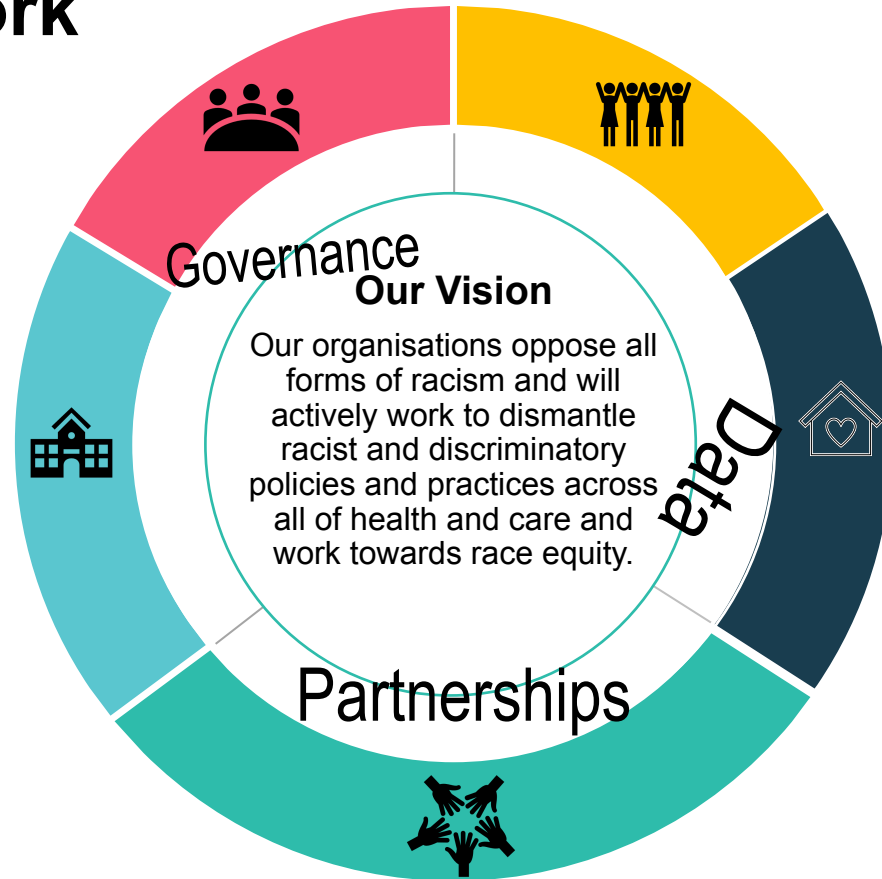 ork
Governance
Our Vision
Our organisations oppose all
forms of racism and will
actively work to dismantle
racist and discriminatory
policies and practices across
all of health and care and
work towards race equity.
Data
Partnerships